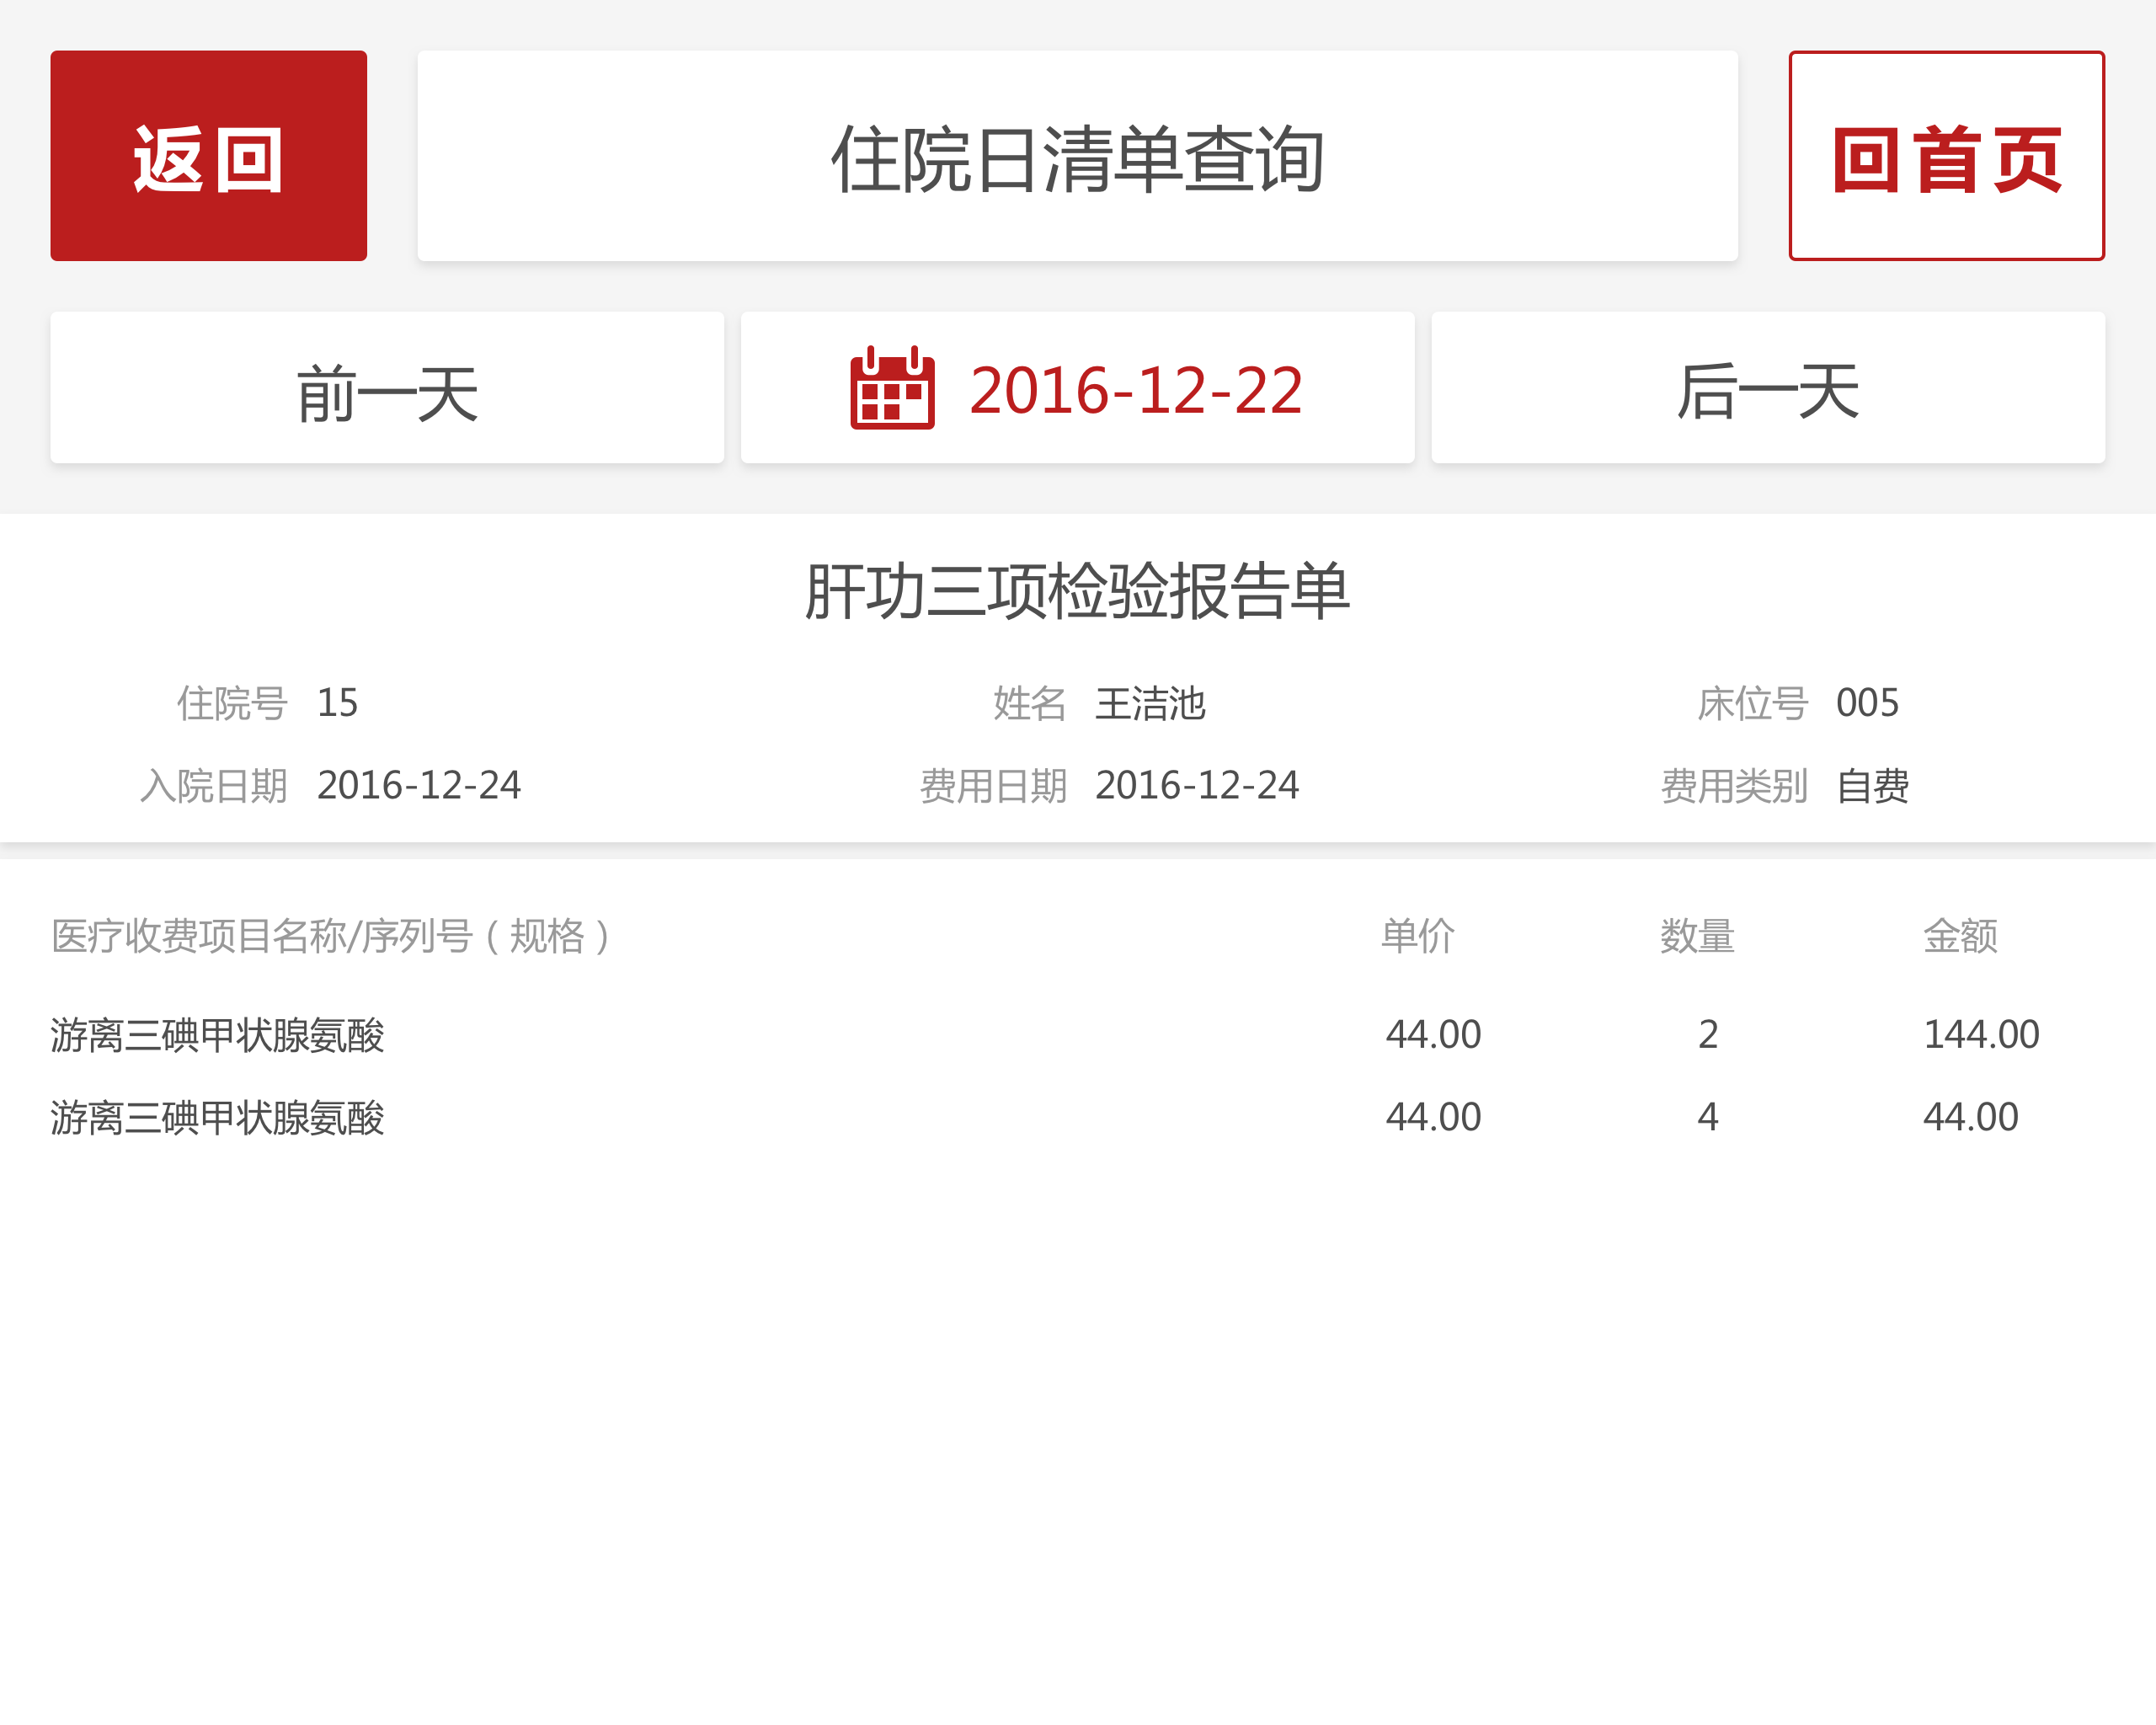 返回 住院日清单查询 回首页
前一天 2016-12-22 后一天
肝功三项检验报告单
住院号 15 姓名 王洁池 床位号 005
入院日期 2016-12-24 费用日期 2016-12-24 费用类别 自费
医疗收费项目名称/序列号（规格） 单价 数量 金额
游离三碘甲状腺氨酸 44.00 2 144.00
游离三碘甲状腺氨酸 44.00 4 44.00